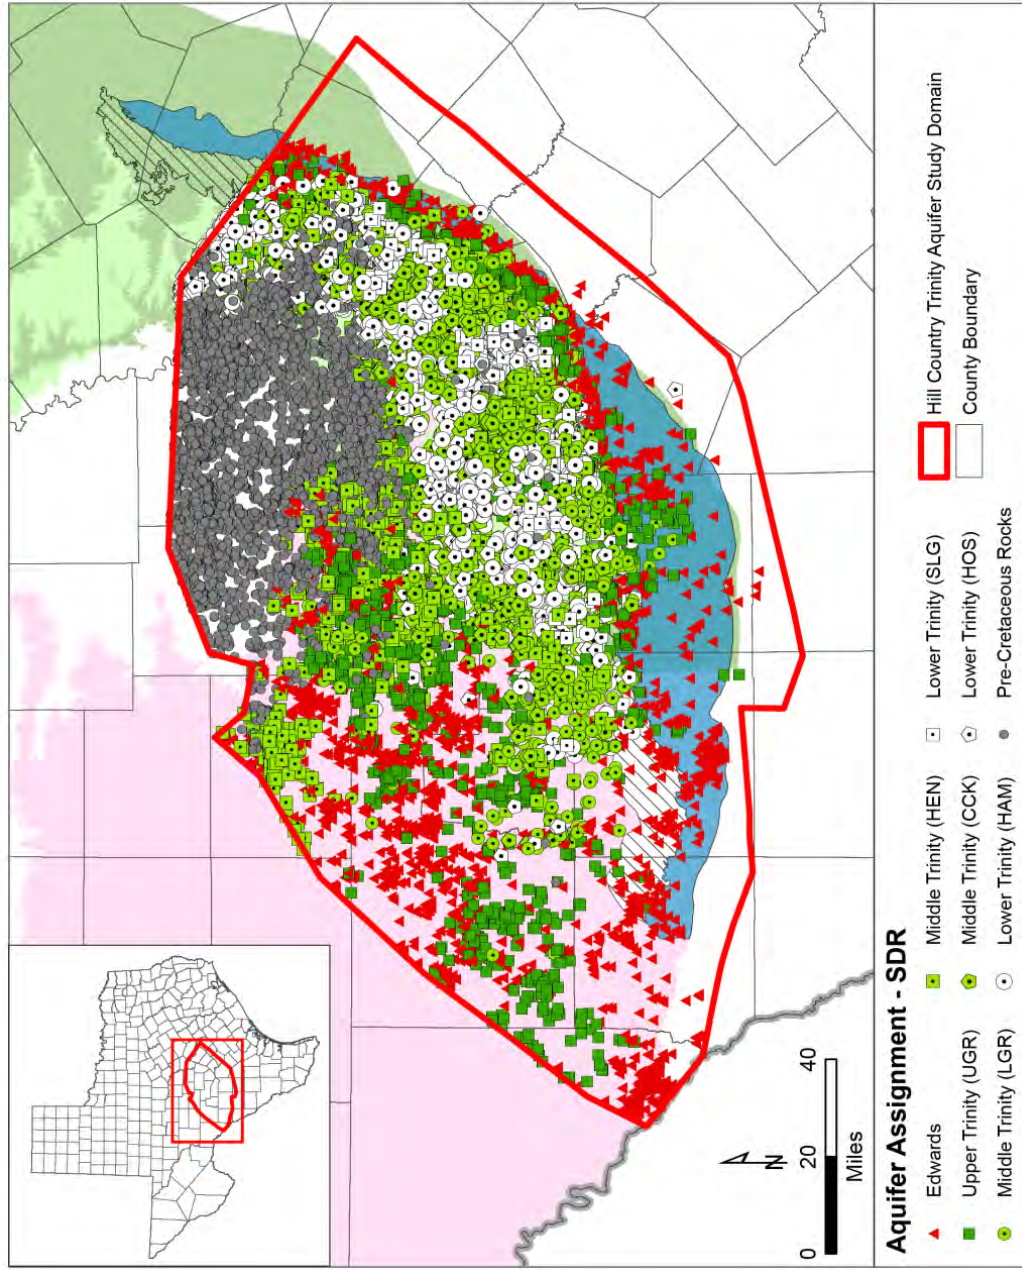 N
0 20 40
Miles
Aquifer Assignment - SDR
Edwards
Upper Trinity (UGR)
Middle Trinity (LGR)
Middle Trinity (HEN)
Middle Trinity (CCK)
Lower Trinity (HAM)
Lower Trinity (SLG)
Lower Trinity (HOS)
Pre-Cretaceous Rocks
Hill Country Trinity Aquifer Study Domain
County Boundary